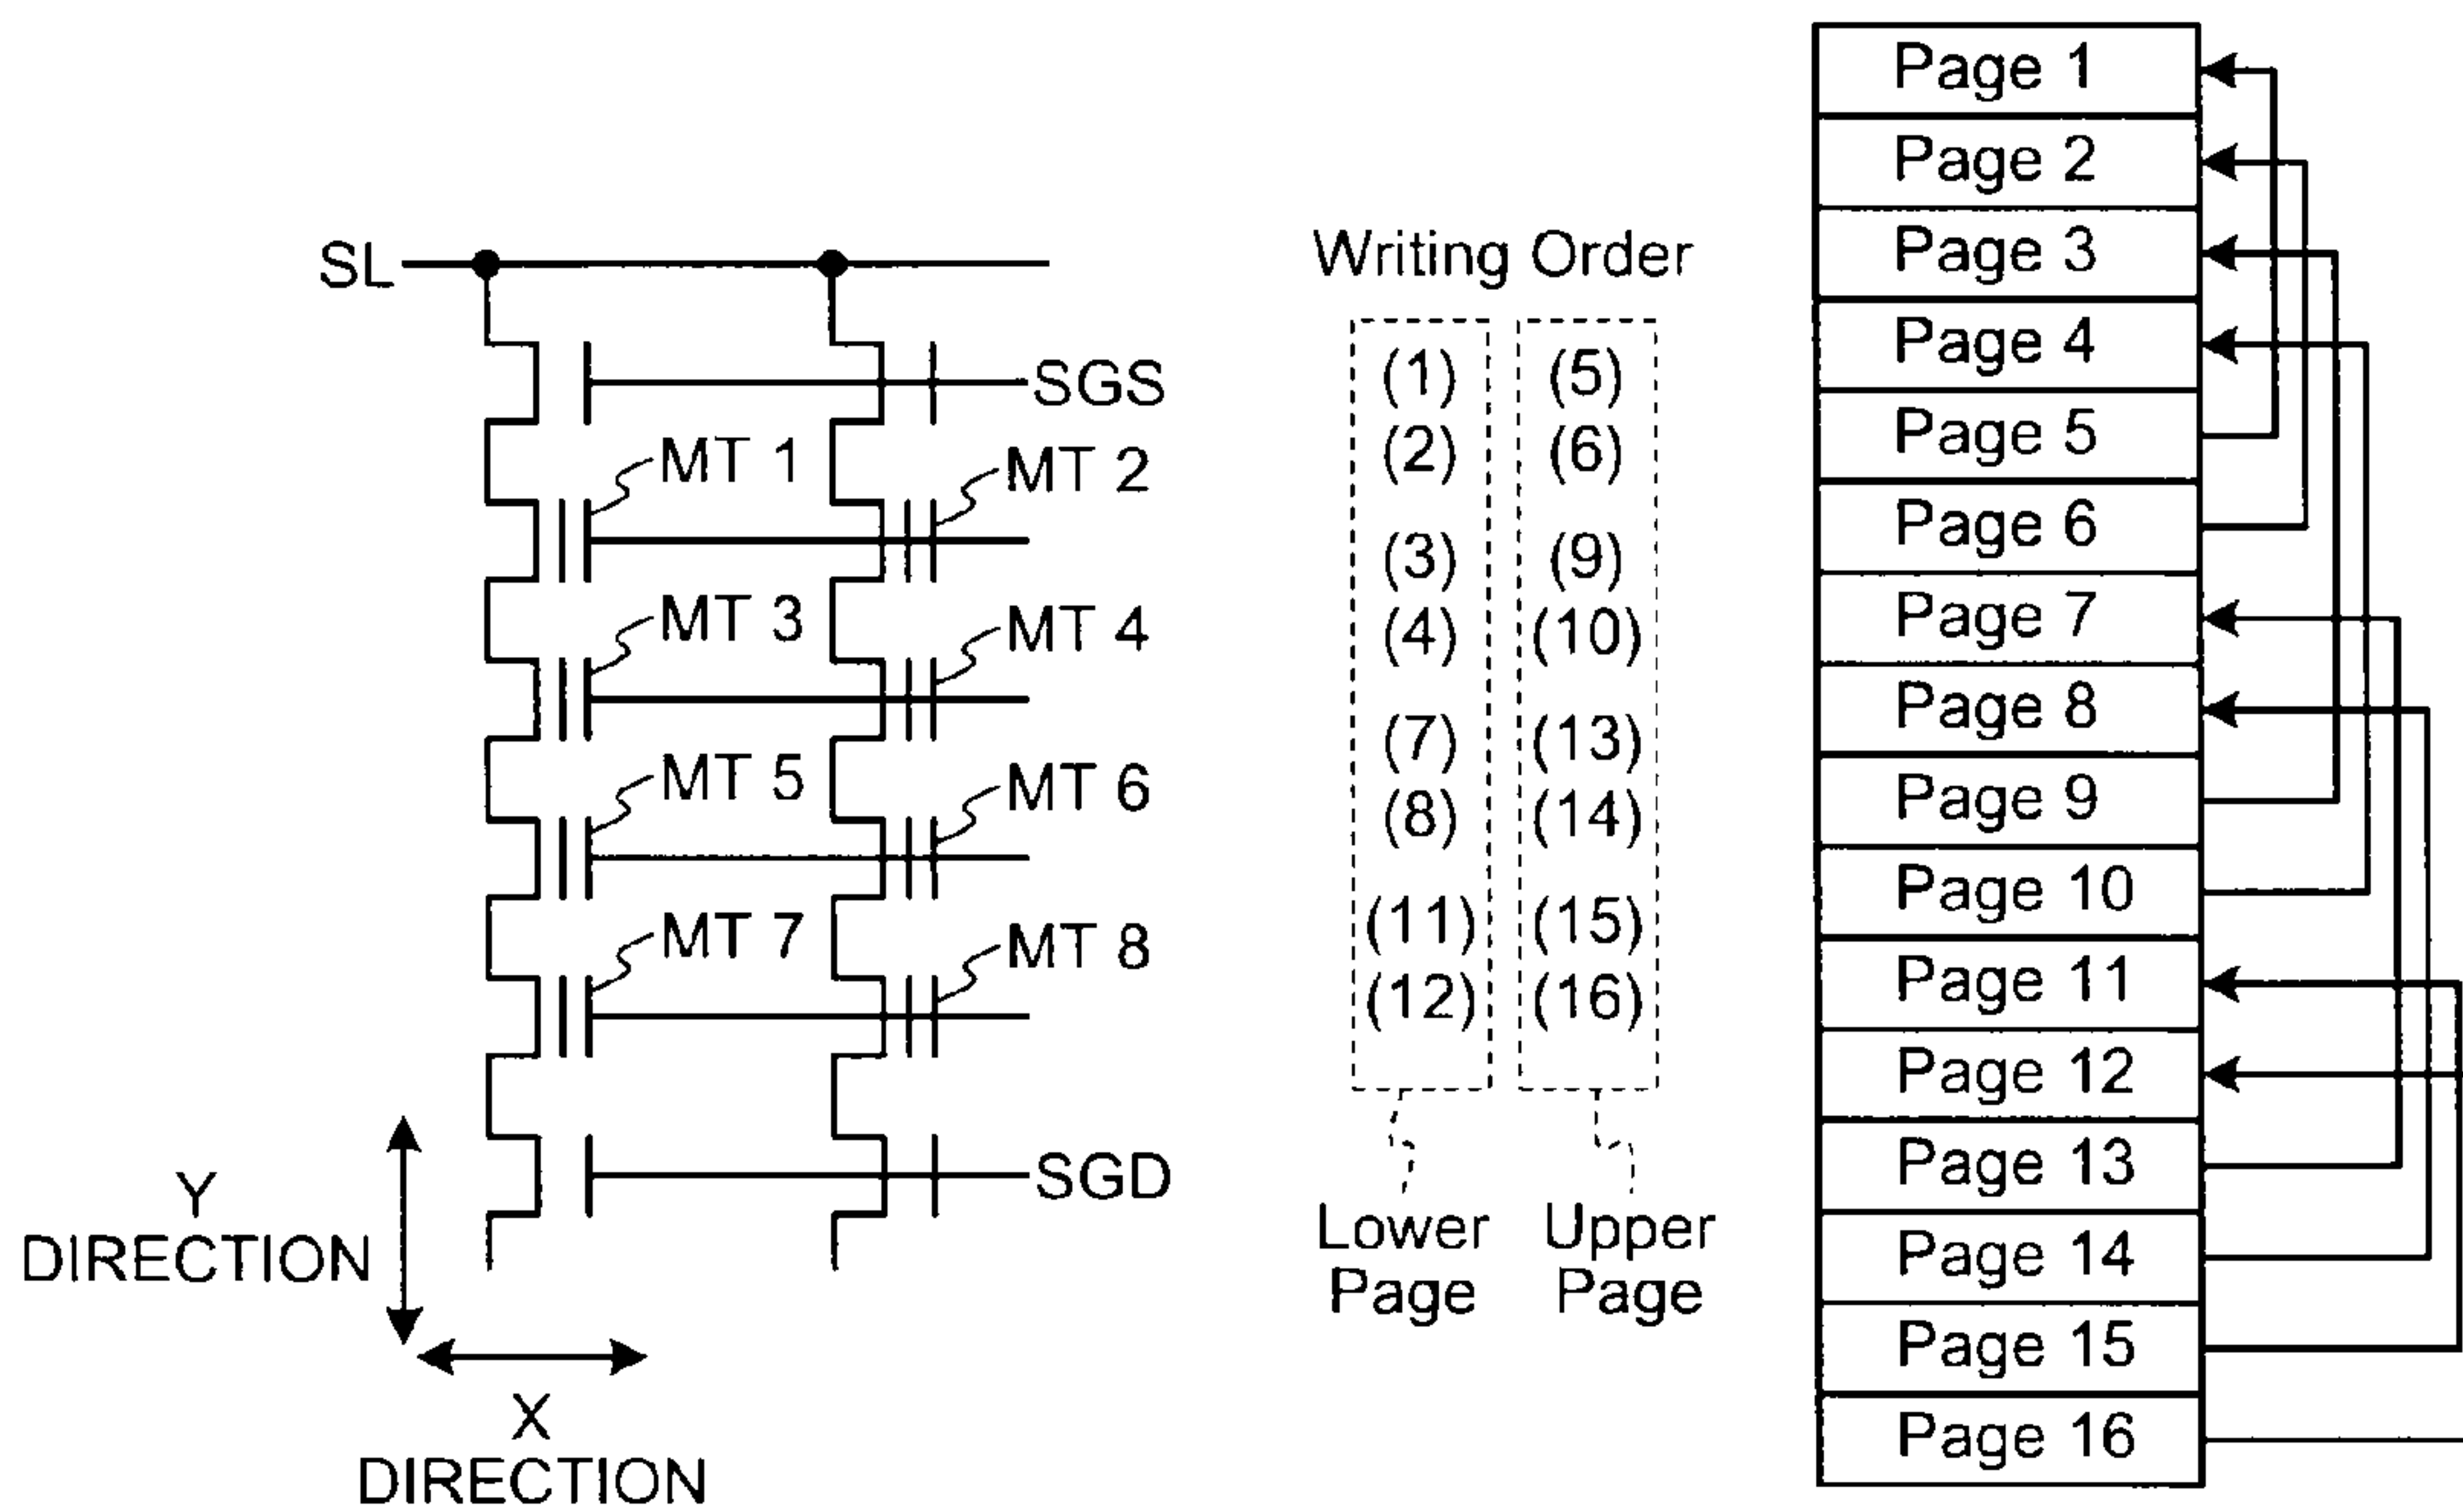 SL
SGS
MT 1
MT 2
MT 3
MT 4
MT 5
MT 6
MT 7
MT 8
SGD
Y
DIRECTION
X
DIRECTION
Writing Order
(1) (5)
(2) (6)
(3) (9)
(4) (10)
(7) (13)
(8) (14)
(11) (15)
(12) (16)
Lower
Page
Upper
Page
Page 1
Page 2
Page 3
Page 4
Page 5
Page 6
Page 7
Page 8
Page 9
Page 10
Page 11
Page 12
Page 13
Page 14
Page 15
Page 16